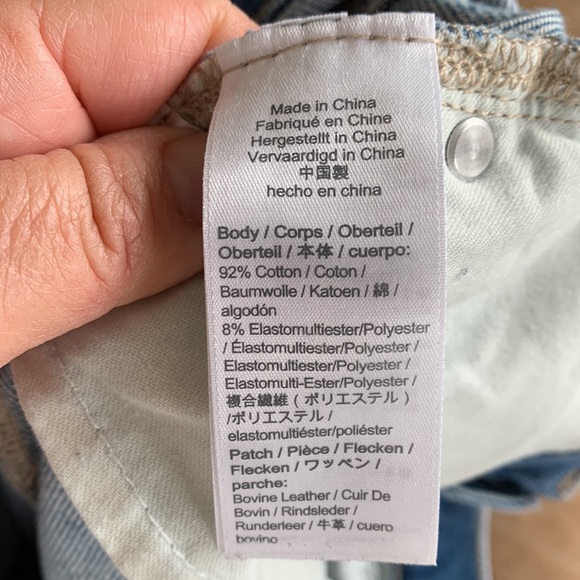 Made in China
Fabriqué en Chine
Hergestellt in China
Vervaardigd in China
中国製
hecho en china
Body / Corps / Oberteil /
Oberteil / 本体 / cuerpo:
92% Cotton / Coton /
Baumwolle / Katoen / 綿 /
algodón
8% Elastomultiester/Polyester
/ Élastomultiester/Polyester /
Elastomultiester/Polyester /
Elastomulti-Ester/Polyester /
複合繊維（ポリエステル）
/ポリエステル /
elastomultiéster/poliéster
Patch / Pièce / Flecken /
Flecken / ワッペン /
parche:
Bovine Leather / Cuir De
Bovin / Rindsleder /
Runderleer / 牛革 / cuero
bovino